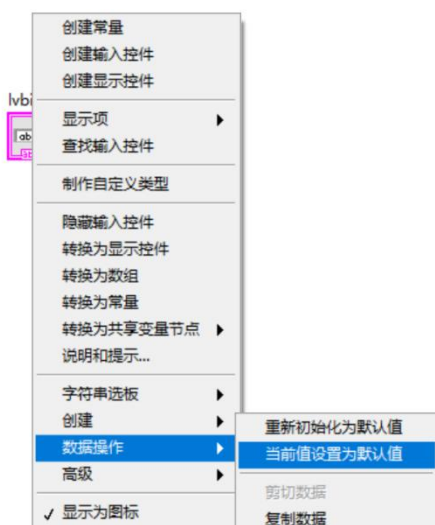 创建常量
创建输入控件
创建显示控件
lvbi
显示项
ab
查找输入控件
制作自定义类型
隐藏输入控件
转换为显示控件
转换为数组
转换为常量
转换为共享变量节点
说明和提示...
字符串选板
创建
重新初始化为默认值
数据操作
当前值设置为默认值
高级
剪切数据
✓ 显示为图标
复制数据